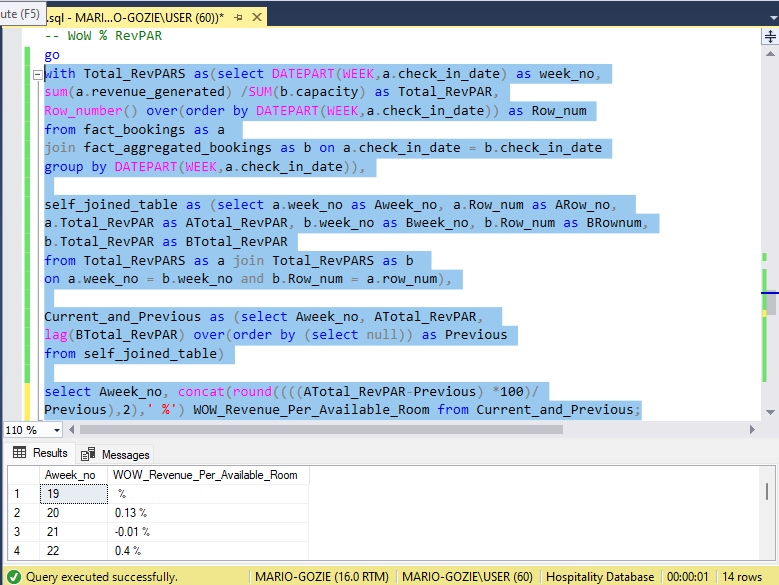 ute (F5)
.sql - MARI...O-GOZIE\USER (60))*
-- WoW % RevPAR
go
with Total_RevPARS as(select DATEPART(WEEK,a.check_in_date) as week_no,
sum(a.revenue_generated) /SUM(b.capacity) as Total_RevPAR,
Row_number() over(order by DATEPART(WEEK,a.check_in_date)) as Row_num
from fact_bookings as a
join fact_aggregated_bookings as b on a.check_in_date = b.check_in_date
group by DATEPART(WEEK,a.check_in_date)),
self_joined_table as (select a.week_no as Aweek_no, a.Row_num as ARow_no,
a.Total_RevPAR as ATotal_RevPAR, b.week_no as Bweek_no, b.Row_num as BRownum,
b.Total_RevPAR as BTotal_RevPAR
from Total_RevPARS as a join Total_RevPARS as b
on a.week_no = b.week_no and b.Row_num = a.row_num),
Current_and_Previous as (select Aweek_no, ATotal_RevPAR,
lag(BTotal_RevPAR) over(order by (select null)) as Previous
from self_joined_table)
select Aweek_no, concat(round((((ATotal_RevPAR-Previous) *100)/
Previous),2),' %') WOW_Revenue_Per_Available_Room from Current_and_Previous;
110 %
Results Messages
Aweek_no WOW_Revenue_Per_Available_Room
1 19 %
2 20 0.13 %
3 21 -0.01 %
4 22 0.4 %
Query executed successfully. MARIO-GOZIE (16.0 RTM) MARIO-GOZIE\USER (60) Hospitality Database 00:00:01 14 rows